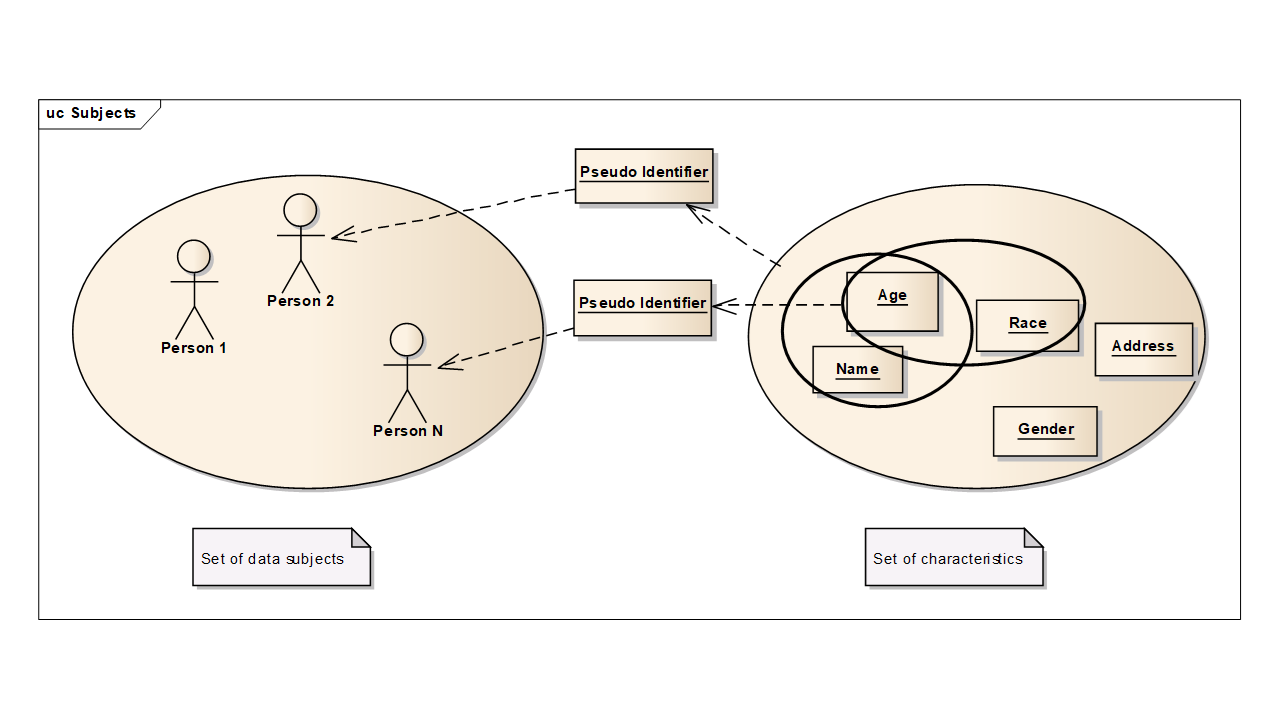 uc Subjects
Pseudo Identifier
Person 2
Person 1
Pseudo Identifier
Person N
Age
Race
Address
Name
Gender
Set of data subjects
Set of characteristics